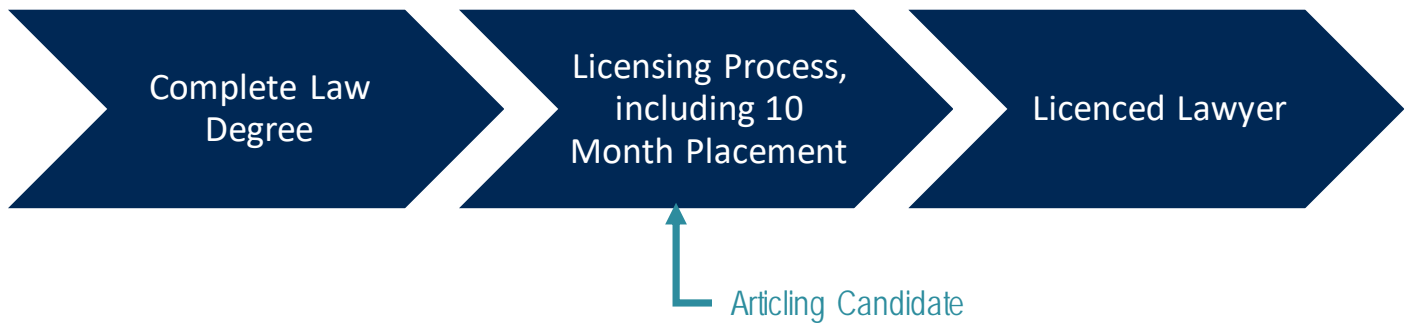 Complete Law
Degree
Licensing Process,
including 10
Month Placement
Licenced Lawyer
Articling Candidate